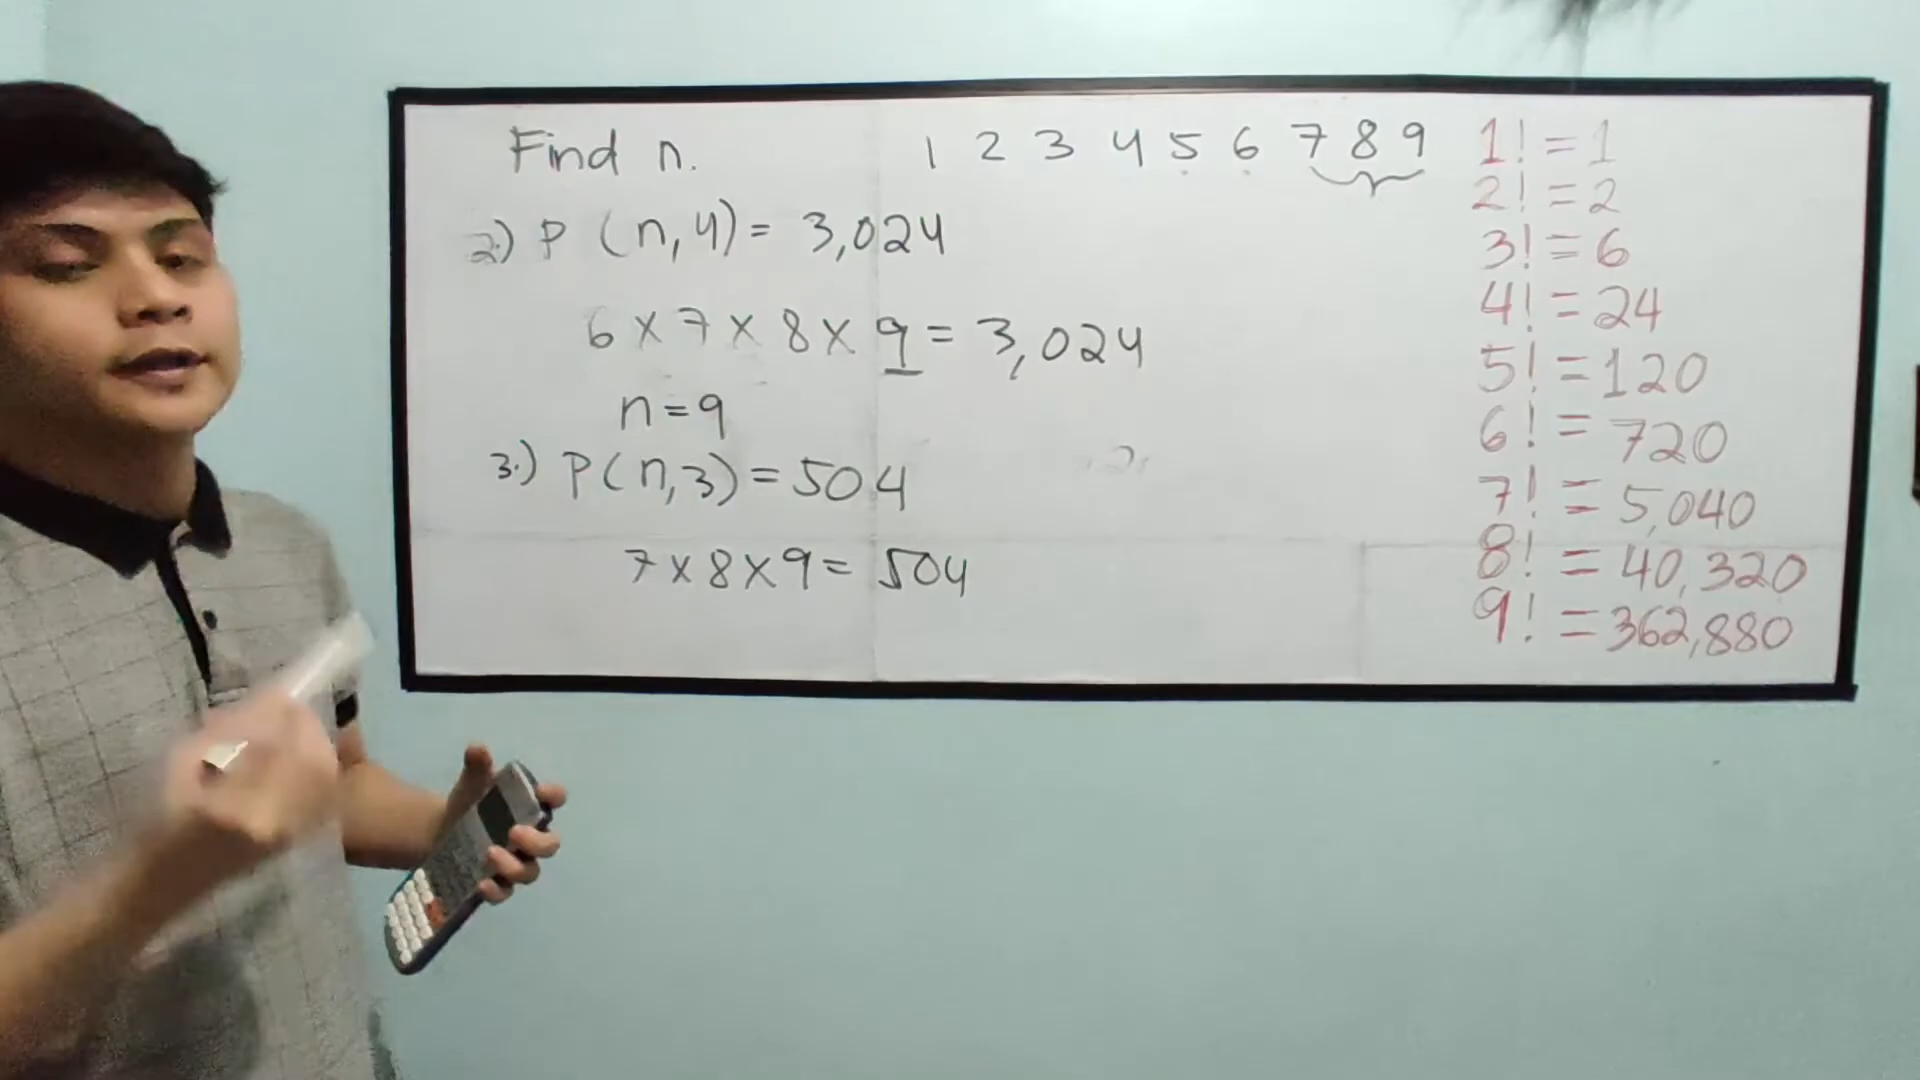 Find n.
1 2 3 4 5 6 7 8 9
2.) P (n,4) = 3,024
6 x 7 x 8 x 9 = 3,024
n=9
3.) P(n,3) = 504
7 x 8 x 9 = 504
1! = 1
2! = 2
3! = 6
4! = 24
5! = 120
6! = 720
7! = 5,040
8! = 40,320
9! = 362,880